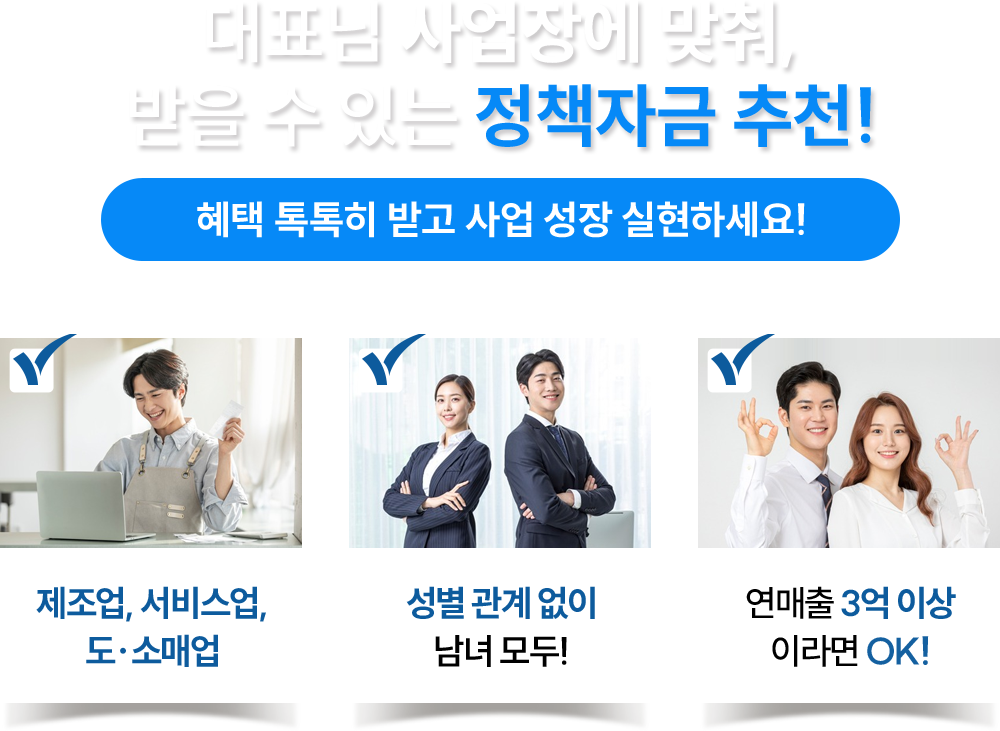 대표님 사업장에 맞춰,
받을 수 있는 정책자금 추천!
혜택 톡톡히 받고 사업 성장 실현하세요!
제조업, 서비스업,
도·소매업
성별 관계 없이
남녀 모두!
연매출 3억 이상
이라면 OK!